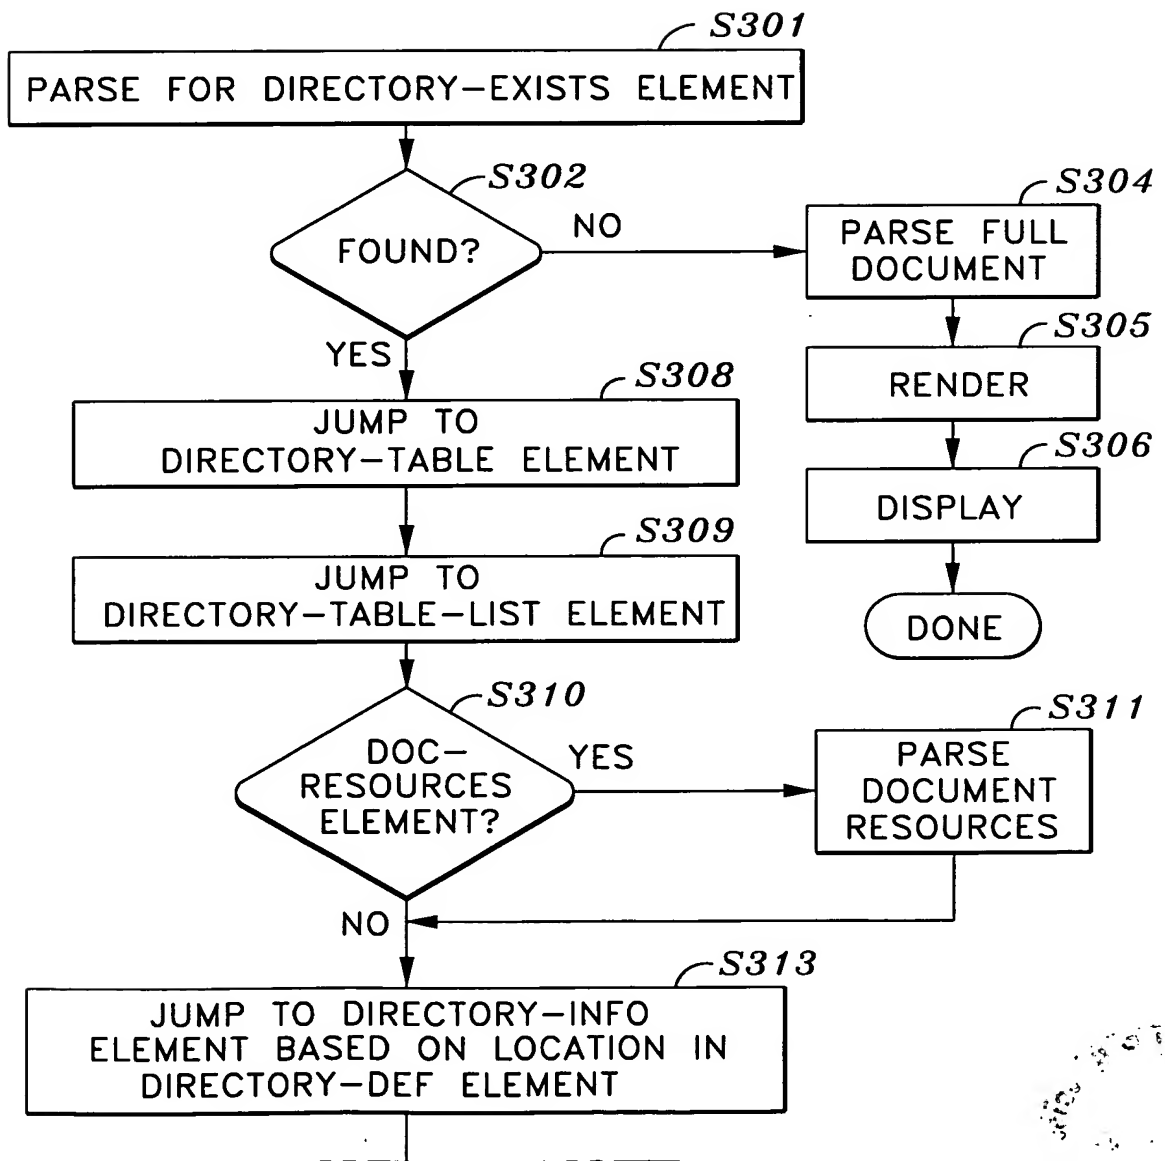 S301
PARSE FOR DIRECTORY-EXISTS ELEMENT
S302
FOUND?
NO
YES
S304
PARSE FULL
DOCUMENT
S305
RENDER
S306
DISPLAY
DONE
S308
JUMP TO
DIRECTORY-TABLE ELEMENT
S309
JUMP TO
DIRECTORY-TABLE-LIST ELEMENT
S310
DOC-
RESOURCES
ELEMENT?
YES
NO
S311
PARSE
DOCUMENT
RESOURCES
S313
JUMP TO DIRECTORY-INFO
ELEMENT BASED ON LOCATION IN
DIRECTORY-DEF ELEMENT